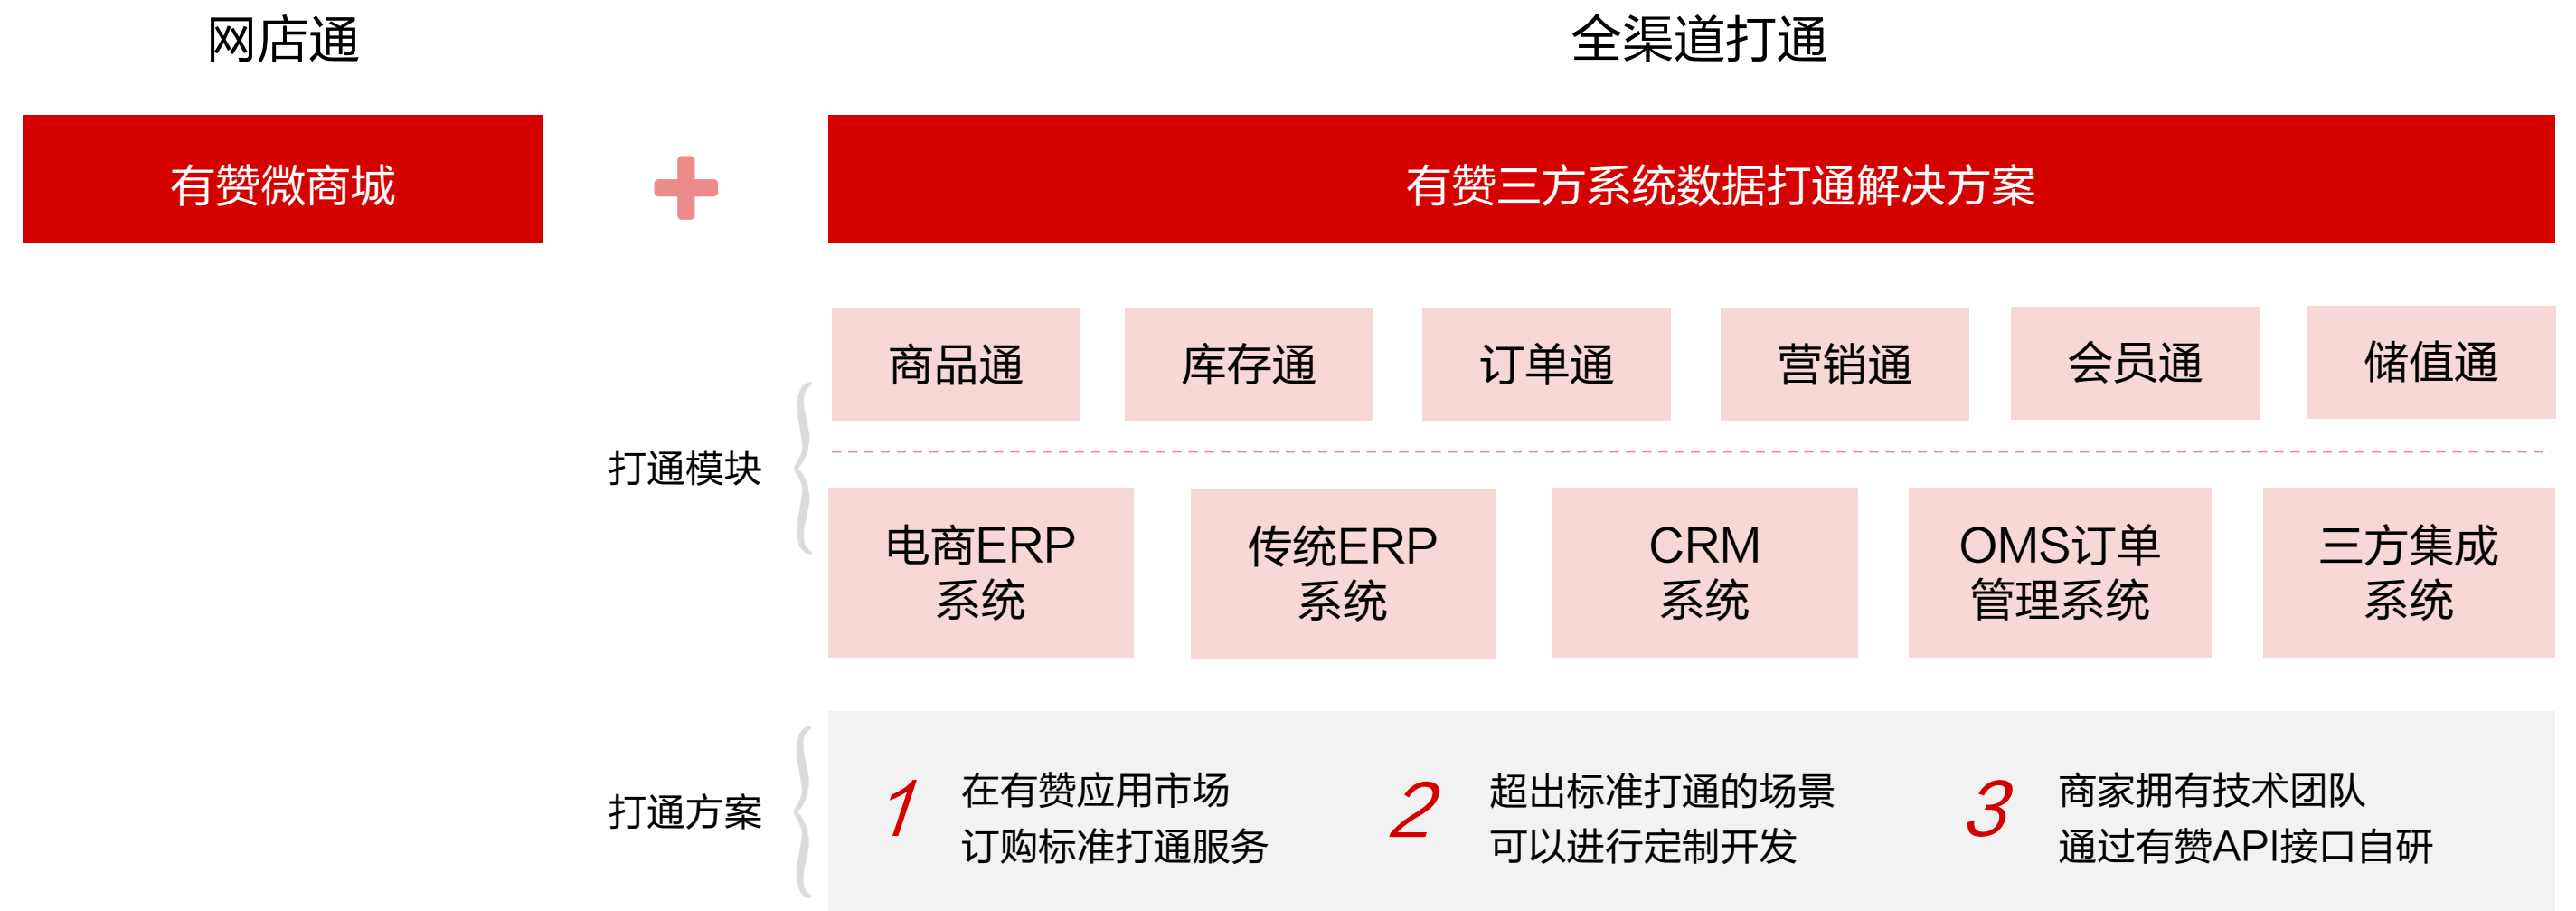 网店通
全渠道打通
有赞微商城
有赞三方系统数据打通解决方案
商品通
库存通
订单通
营销通
会员通
储值通
打通模块
电商ERP
系统
传统ERP
系统
CRM
系统
OMS订单
管理系统
三方集成
系统
打通方案
1
在有赞应用市场
订购标准打通服务
2
超出标准打通的场景
可以进行定制开发
3
商家拥有技术团队
通过有赞API接口自研